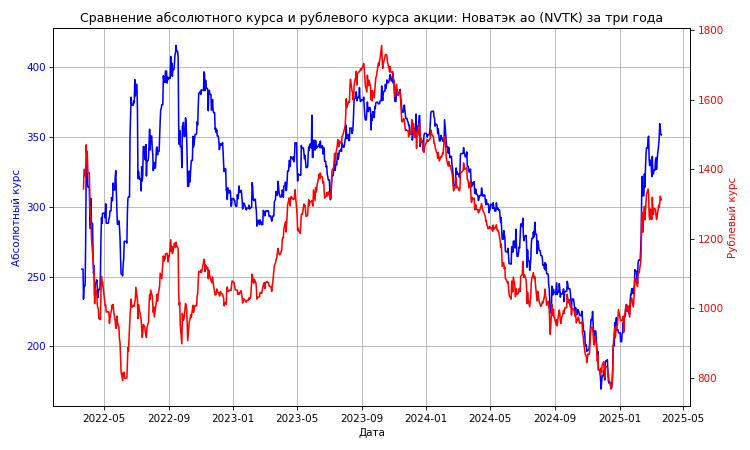 Сравнение абсолютного курса и рублевого курса акции: Новатэк ао (NVTK) за три года
1800
400
1600
350
1400
Абсолютный курс
300
Рублевый курс
1200
250
1000
200
800
2022-05 2022-09 2023-01 2023-05 2023-09 2024-01 2024-05 2024-09 2025-01 2025-05
Дата